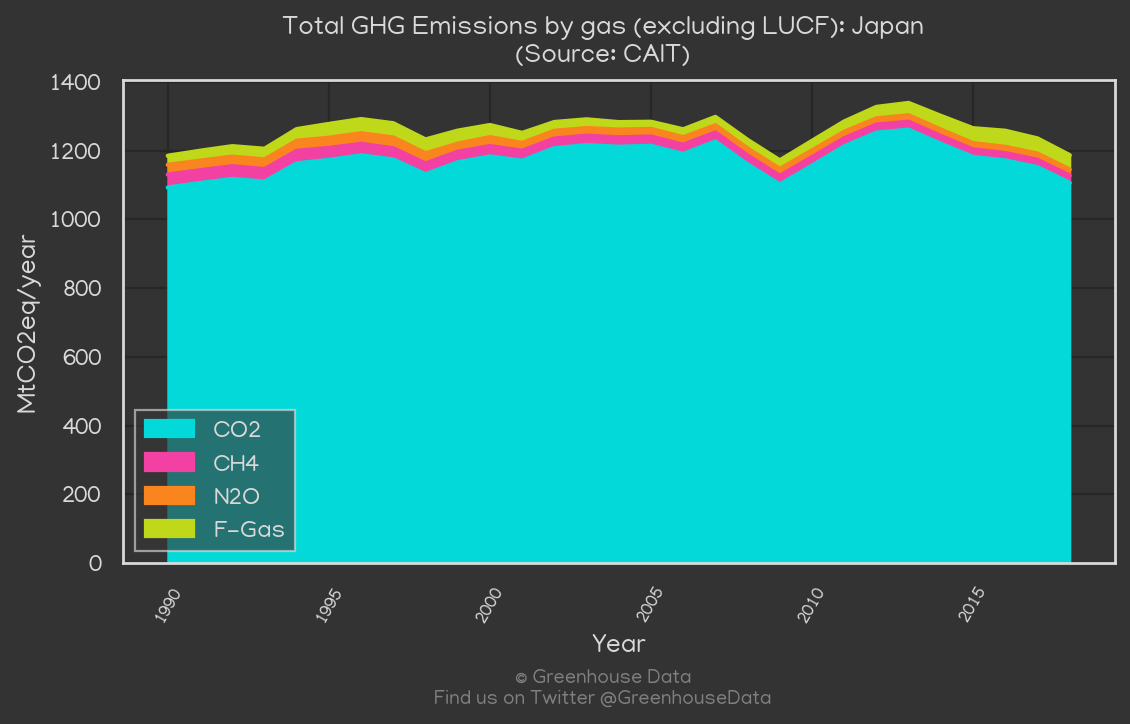 Total GHG Emissions by gas (excluding LUCF): Japan
(Source: CAIT)
1400
1200
1000
800
600
400
200
0
MtCO2eq/year
CO2
CH4
N2O
F-Gas
1990
1995
2000
2005
2010
2015
Year
© Greenhouse Data
Find us on Twitter @GreenhouseData